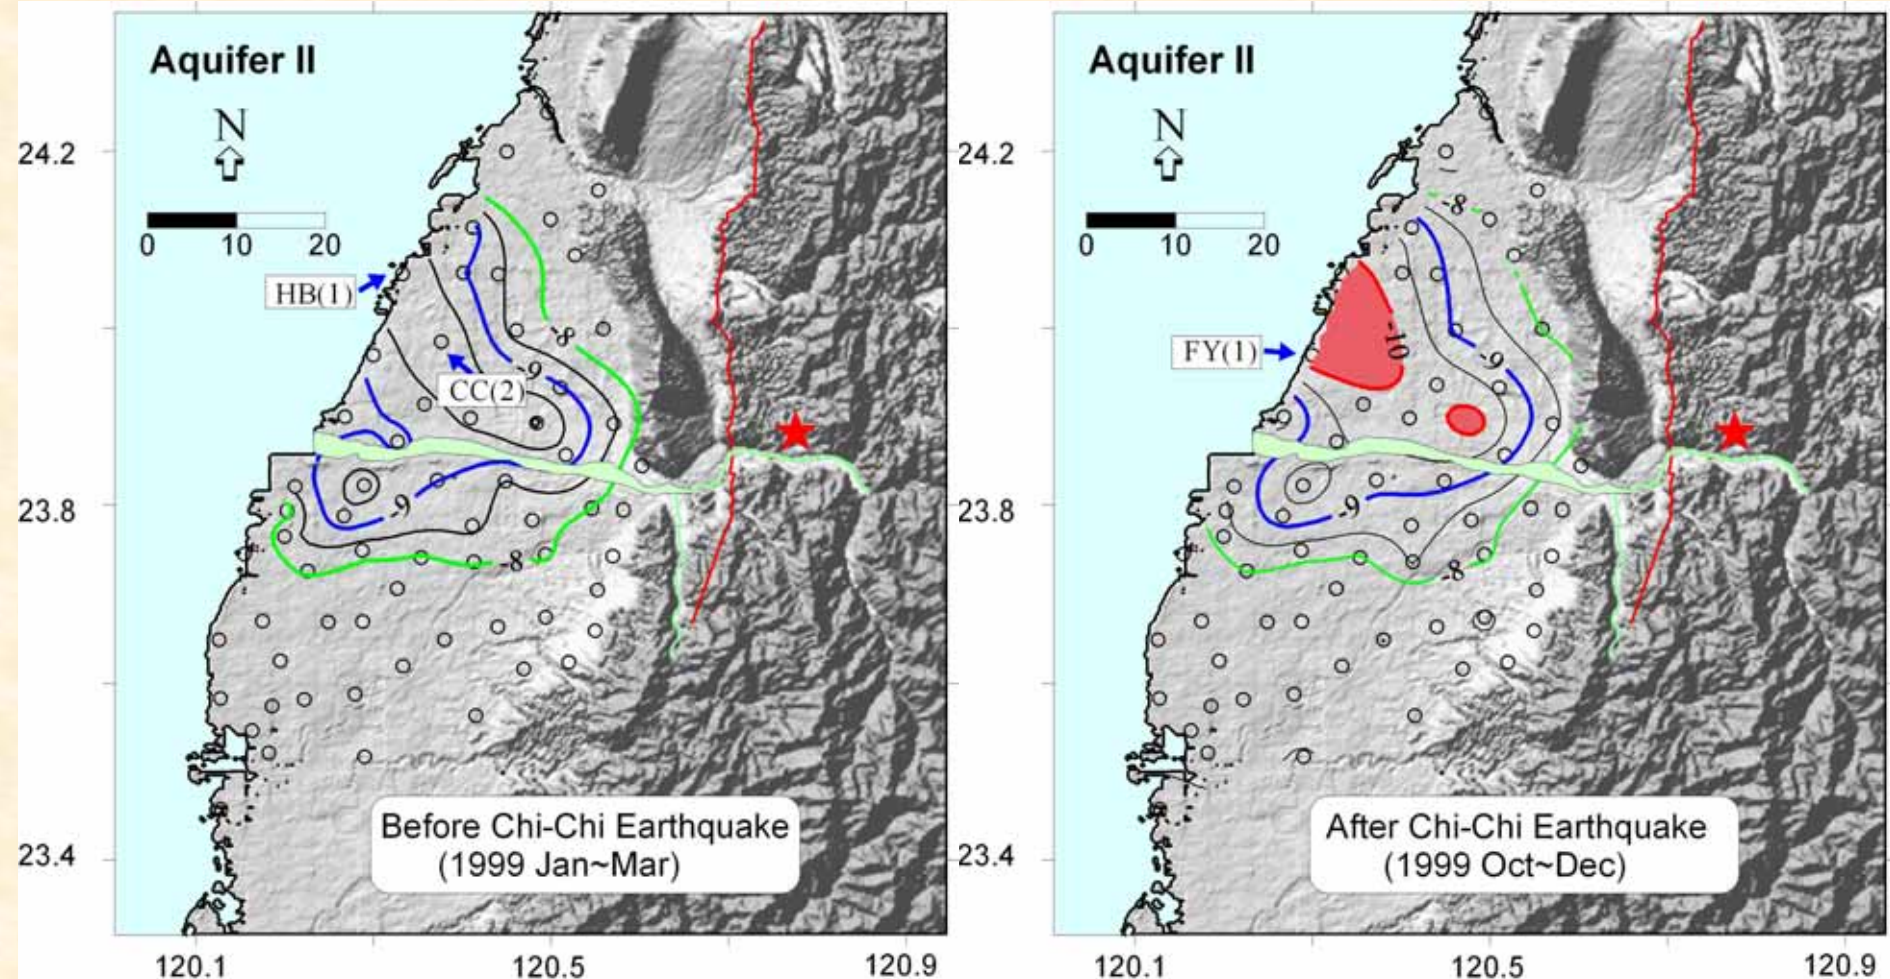 Aquifer II
N
0 10 20
HB(1)
CC(2)
-8
-9
-9
-8
Before Chi-Chi Earthquake
(1999 Jan~Mar)
24.2
23.8
23.4
120.1 120.5 120.9
Aquifer II
N
0 10 20
FY(1)
-8
-10
-9
-9
-8
After Chi-Chi Earthquake
(1999 Oct~Dec)
24.2
23.8
23.4
120.1 120.5 120.9